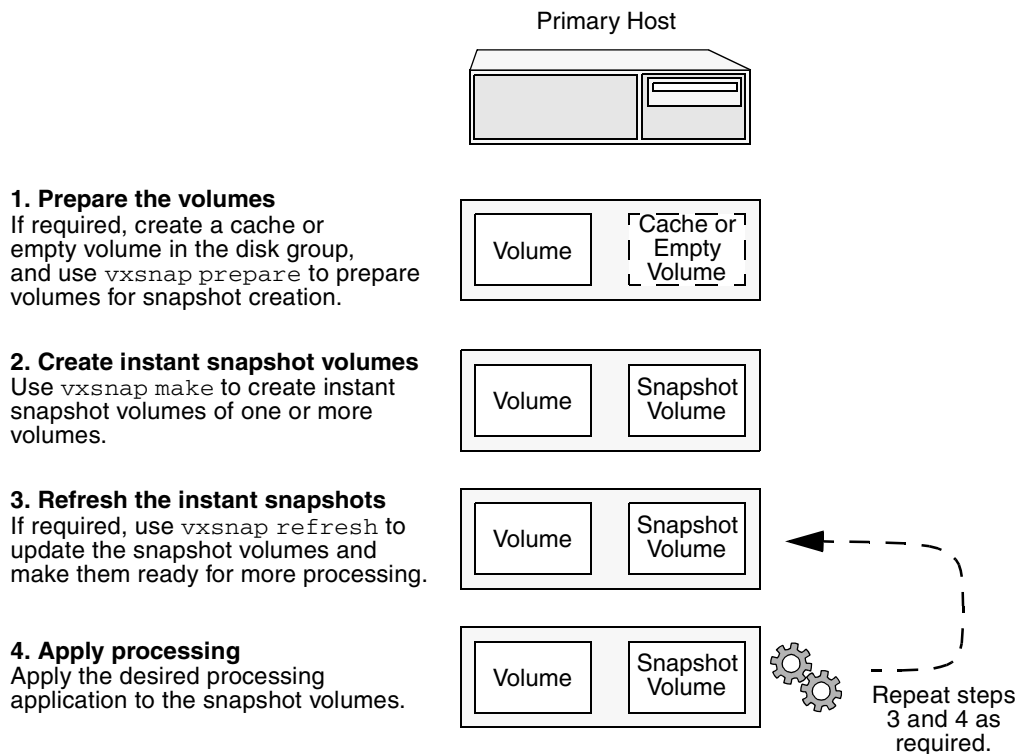 Primary Host
1. Prepare the volumes
If required, create a cache or
empty volume in the disk group,
and use vxsnap prepare to prepare
volumes for snapshot creation.
Volume
Cache or
Empty
Volume
2. Create instant snapshot volumes
Use vxsnap make to create instant
snapshot volumes of one or more
volumes.
Volume
Snapshot
Volume
3. Refresh the instant snapshots
If required, use vxsnap refresh to
update the snapshot volumes and
make them ready for more processing.
Volume
Snapshot
Volume
4. Apply processing
Apply the desired processing
application to the snapshot volumes.
Volume
Snapshot
Volume
Repeat steps
3 and 4 as
required.